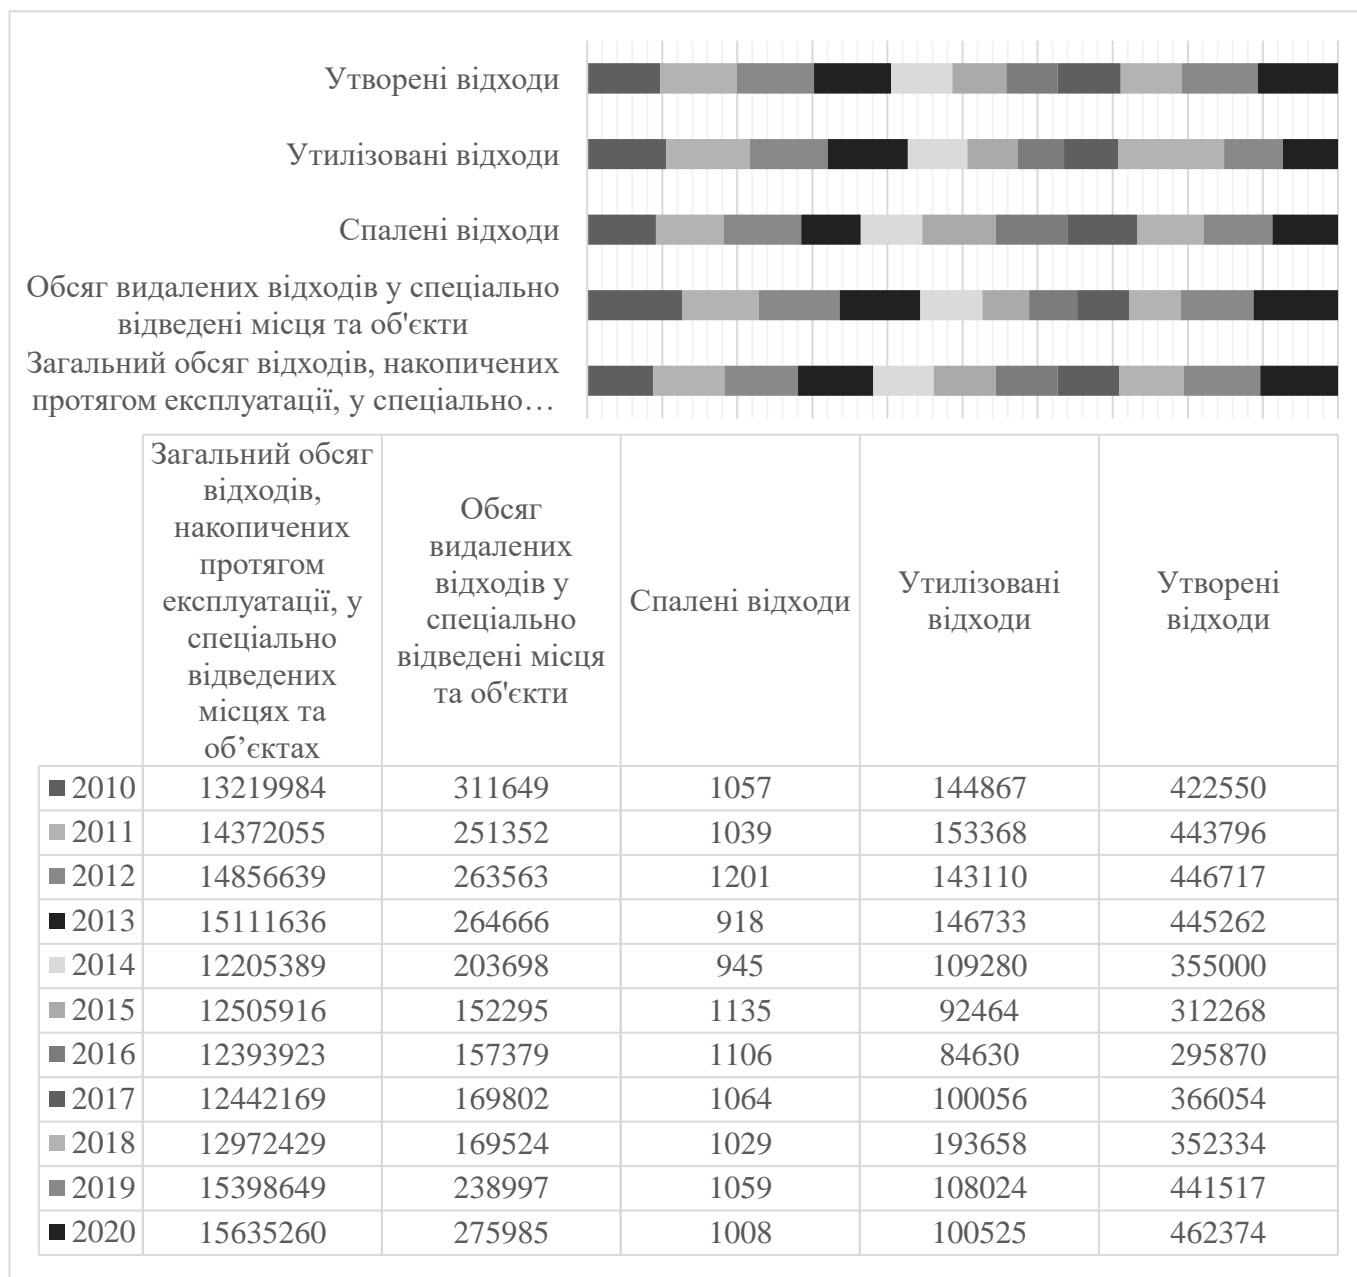 Утворені відходи
Утилізовані відходи
Спалені відходи
Обсяг видалених відходів у спеціально
відведені місця та об'єкти
Загальний обсяг відходів, накопичених
протягом експлуатації, у спеціально…
Загальний обсяг
відходів,
накопичених
протягом
експлуатації, у
спеціально
відведених
місцях та
об’єктах
Обсяг
видалених
відходів у
спеціально
відведені місця
та об'єкти
Спалені відходи
Утилізовані
відходи
Утворені
відходи
2010 13219984 311649 1057 144867 422550
2011 14372055 251352 1039 153368 443796
2012 14856639 263563 1201 143110 446717
2013 15111636 264666 918 146733 445262
2014 12205389 203698 945 109280 355000
2015 12505916 152295 1135 92464 312268
2016 12393923 157379 1106 84630 295870
2017 12442169 169802 1064 100056 366054
2018 12972429 169524 1029 193658 352334
2019 15398649 238997 1059 108024 441517
2020 15635260 275985 1008 100525 462374